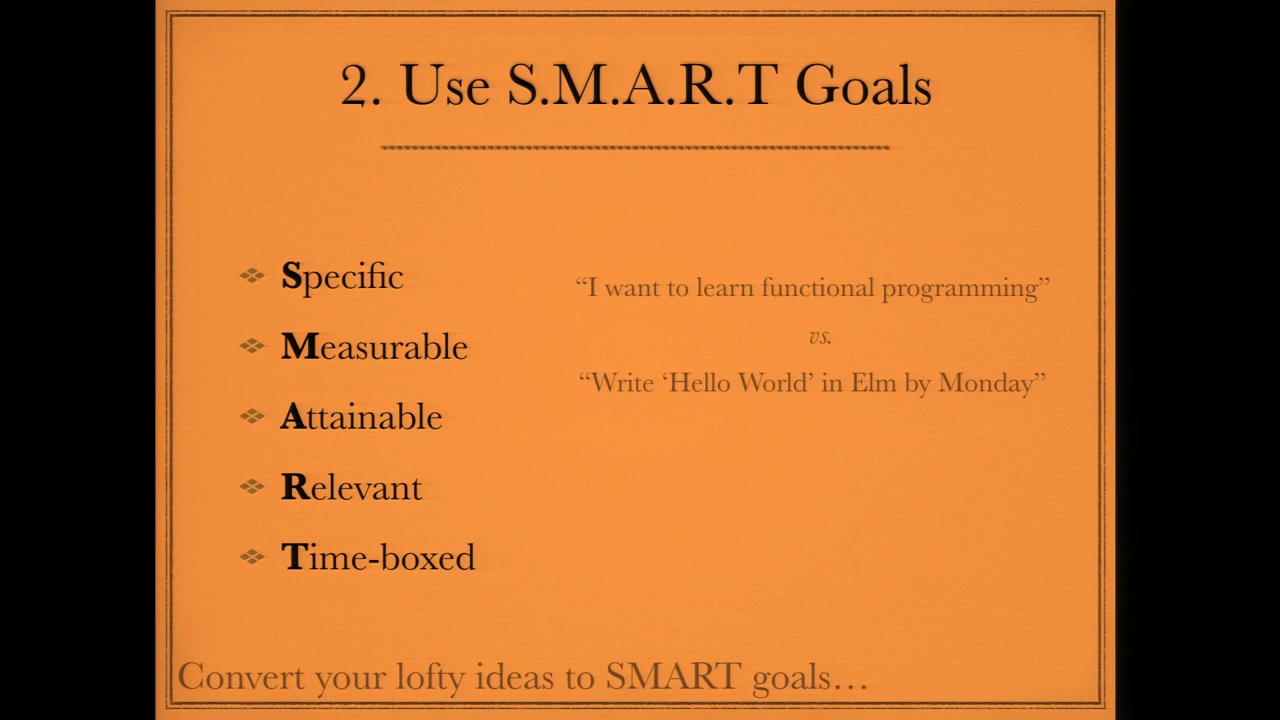 2. Use S.M.A.R.T Goals
Specific
Measurable
Attainable
Relevant
Time-boxed
“I want to learn functional programming”
vs.
“Write ‘Hello World’ in Elm by Monday”
Convert your lofty ideas to SMART goals…